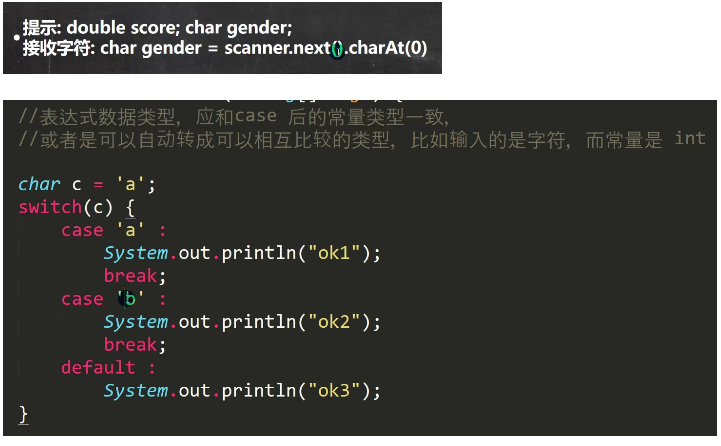 •提示: double score; char gender;
接收字符: char gender = scanner.next().charAt(0)
//表达式数据类型，应和case 后的常量类型一致，
//或者是可以自动转成可以相互比较的类型，比如输入的是字符，而常量是 int
char c = 'a';
switch(c) {
case 'a' :
System.out.println("ok1");
break;
case 'b' :
System.out.println("ok2");
break;
default :
System.out.println("ok3");
}